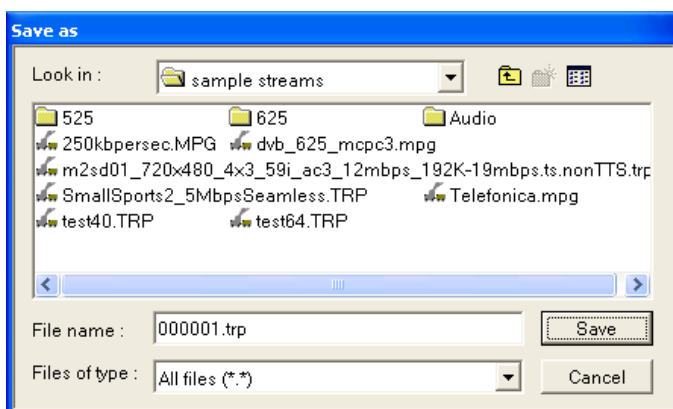 Save as
Look in :
sample streams
525 625 Audio
250kbpersec.MPG dvb_625_mcpc3.mpg
m2sd01_720x480_4x3_59i_ac3_12mbps_192K-19mbps.ts.nonTTS.trp
SmallSports2_5MbpsSeamless.TRP Telefonica.mpg
test40.TRP test64.TRP
File name : 000001.trp Save
Files of type : All files (*.*) Cancel